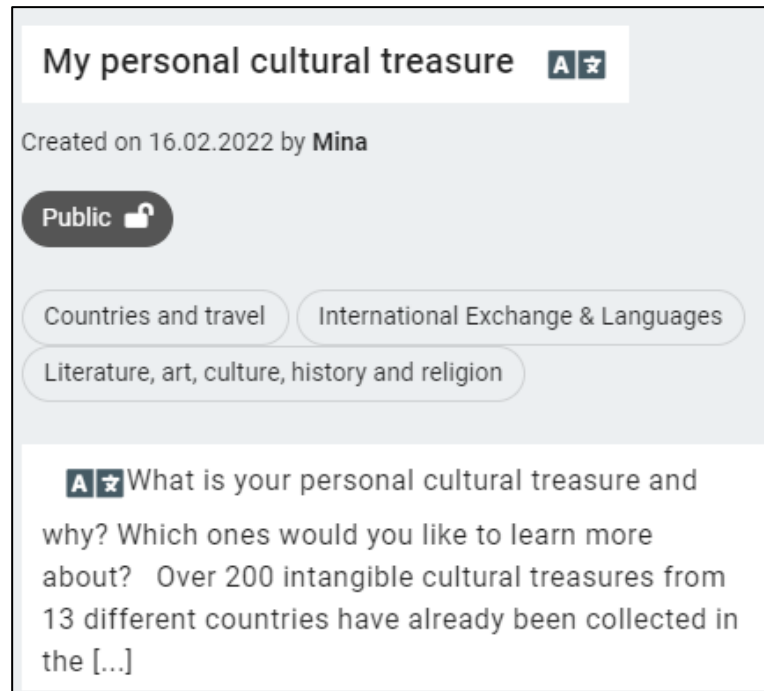 My personal cultural treasure
Created on 16.02.2022 by Mina
Public
Countries and travel International Exchange & Languages
Literature, art, culture, history and religion
What is your personal cultural treasure and
why? Which ones would you like to learn more
about? Over 200 intangible cultural treasures from
13 different countries have already been collected in
the [...]